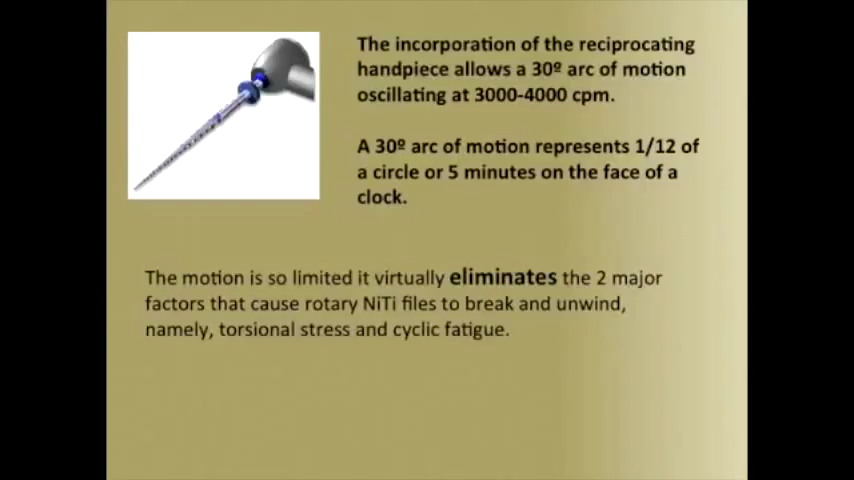 The incorporation of the reciprocating
handpiece allows a 30º arc of motion
oscillating at 3000-4000 cpm.
A 30º arc of motion represents 1/12 of
a circle or 5 minutes on the face of a
clock.
The motion is so limited it virtually eliminates the 2 major
factors that cause rotary NiTi files to break and unwind,
namely, torsional stress and cyclic fatigue.